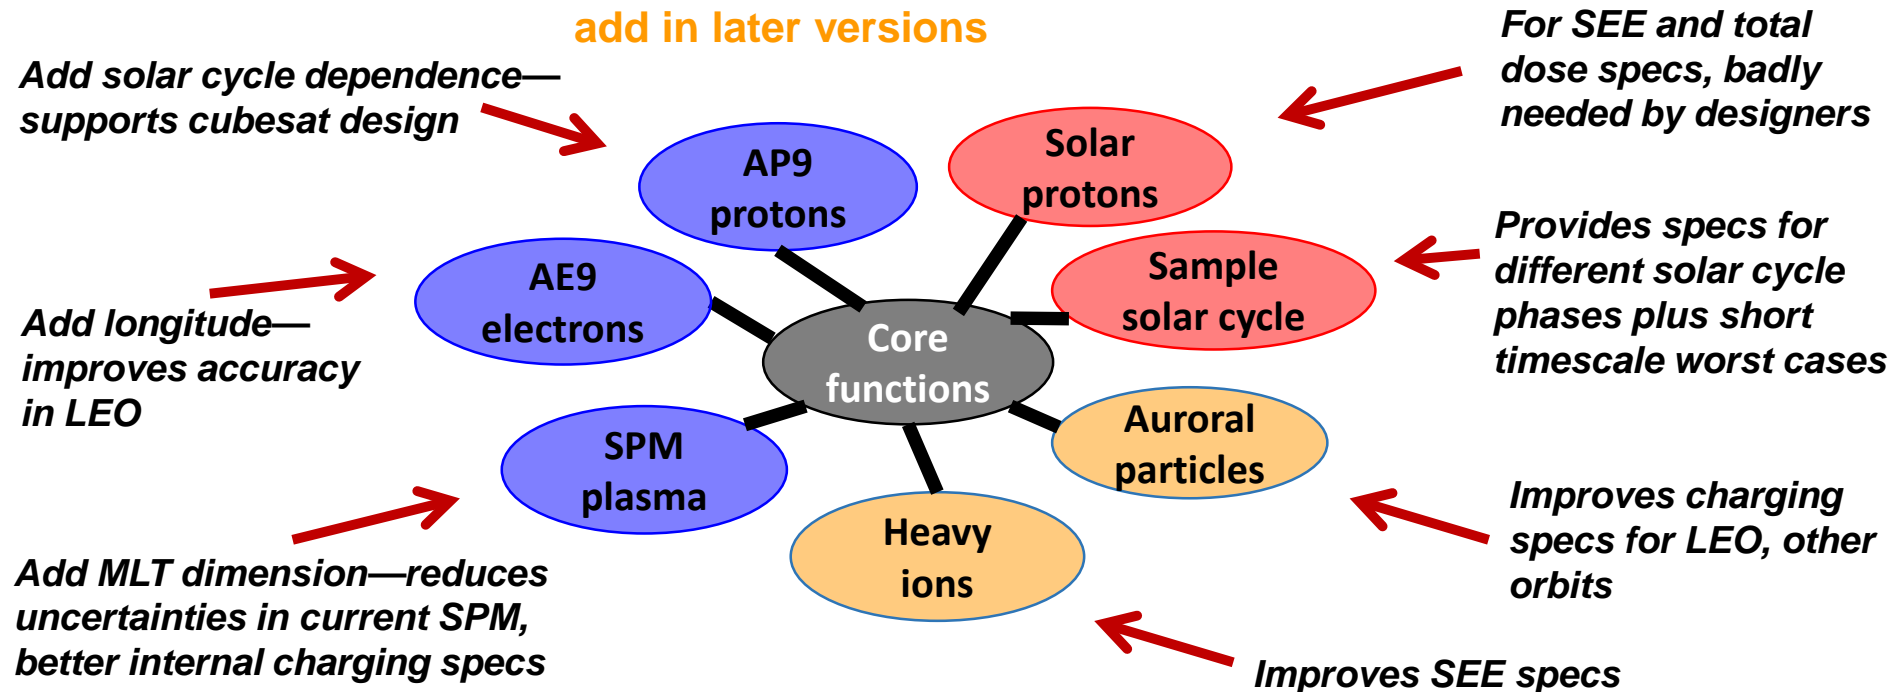 add in later versions
Add solar cycle dependence—
supports cubesat design
For SEE and total
dose specs, badly
needed by designers
AP9
protons
Solar
protons
AE9
electrons
Sample
solar cycle
Provides specs for
different solar cycle
phases plus short
timescale worst cases
Add longitude—
improves accuracy
in LEO
Core
functions
SPM
plasma
Auroral
particles
Heavy
ions
Improves charging
specs for LEO, other
orbits
Add MLT dimension—reduces
uncertainties in current SPM,
better internal charging specs
Improves SEE specs